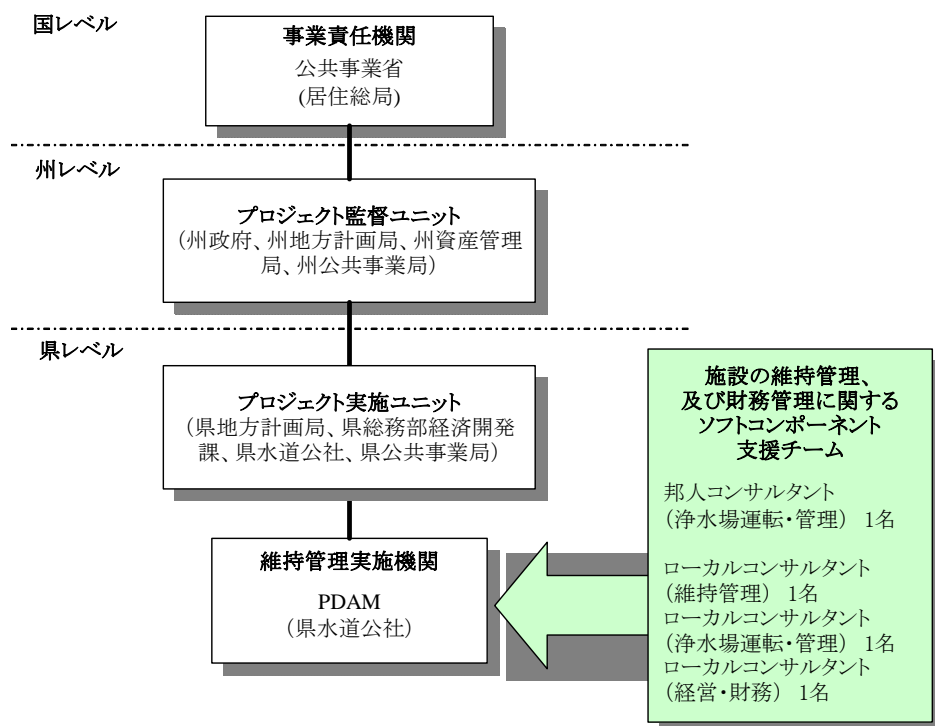 国レベル
事業責任機関
公共事業省
(居住総局)
州レベル
プロジェクト監督ユニット
(州政府、州地方計画局、州資産管理
局、州公共事業局)
県レベル
プロジェクト実施ユニット
(県地方計画局、県総務部経済開発
課、県水道公社、県公共事業局)
維持管理実施機関
PDAM
(県水道公社)
施設の維持管理、
及び財務管理に関する
ソフトコンポーネント
支援チーム
邦人コンサルタント
(浄水場運転・管理) 1名
ローカルコンサルタント
(維持管理) 1名
ローカルコンサルタント
(浄水場運転・管理) 1名
ローカルコンサルタント
(経営・財務) 1名